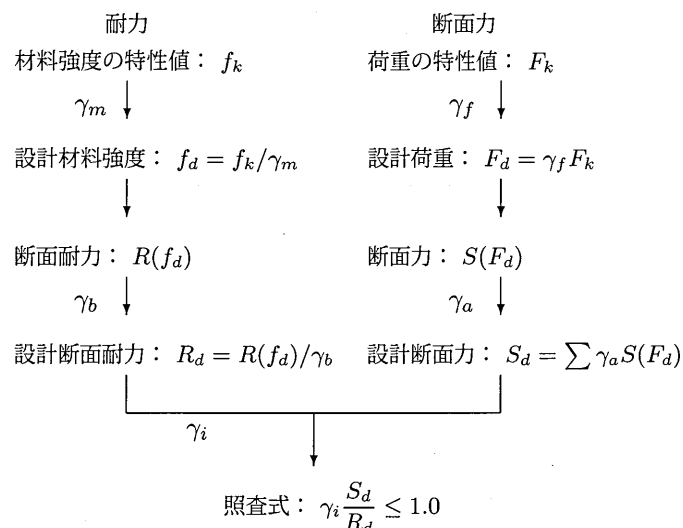 耐力
断面力
材料強度の特性値： f_k
荷重の特性値： F_k
γ_m
γ_f
設計材料強度： f_d = f_k/γ_m
設計荷重： F_d = γ_f F_k
断面耐力： R(f_d)
断面力： S(F_d)
γ_b
γ_a
設計断面耐力： R_d = R(f_d)/γ_b
設計断面力： S_d = ∑ γ_a S(F_d)
γ_i
照査式： γ_i S_d/R_d ≤ 1.0